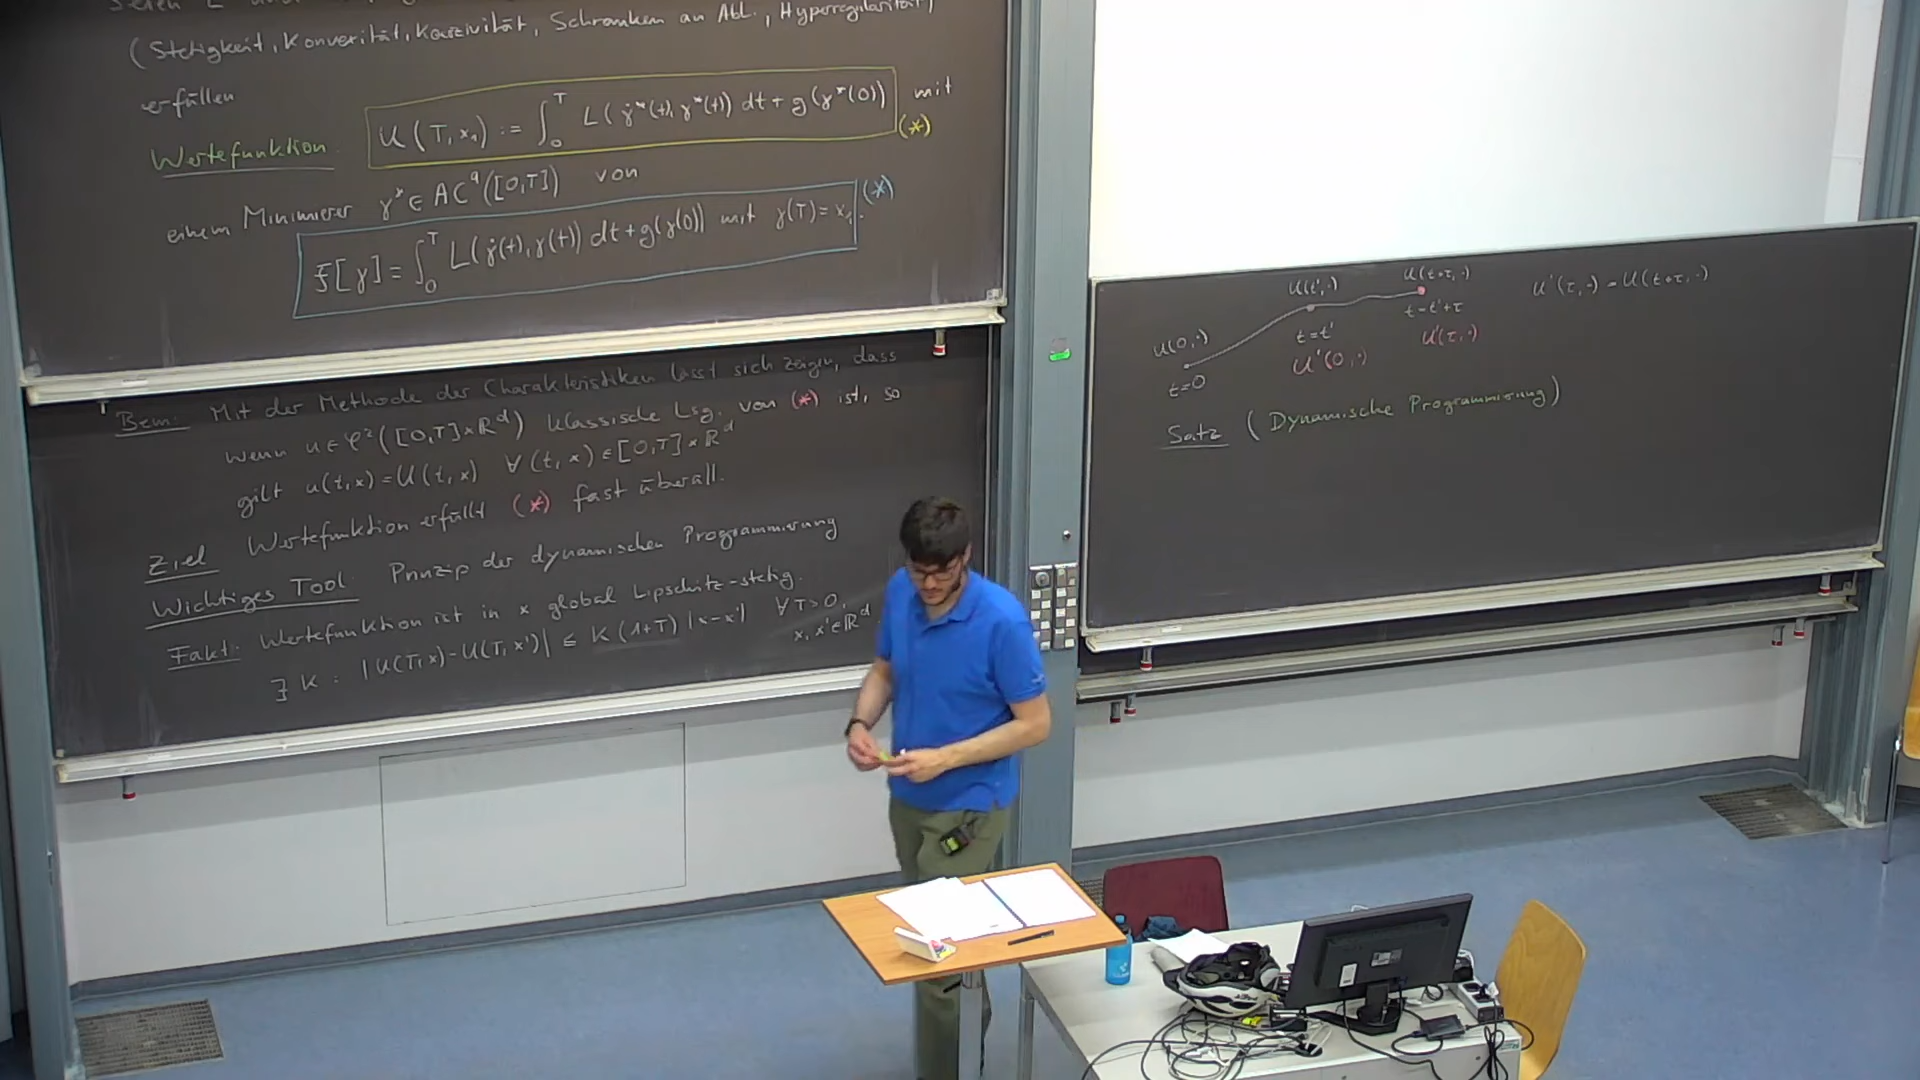 (Stetigkeit, Konvexität, Koerzivität, Schranken an Abl., Hyperregularität)
erfüllen
Wertefunktion. U(T, x₁) := ∫₀ᵀ L(γ̇*(t), γ*(t)) dt + g(γ*(0)) mit (*)
γ* ∈ AC^q([0,T]) von
einem Minimierer
F[γ] = ∫₀ᵀ L(γ̇(t), γ(t)) dt + g(γ(0)) mit γ(T) = x₁. (*)
Bem: Mit der Methode der Charakteristiken lässt sich zeigen, dass
wenn u ∈ C²([0,T]×ℝᵈ) klassische Lsg. von (*) ist, so
gilt u(t,x) = U(t,x) ∀(t,x) ∈ [0,T]×ℝᵈ
Ziel Wertefunktion erfüllt (*) fast überall.
Wichtiges Tool: Prinzip der dynamischen Programmierung
Fakt: Wertefunktion ist in x global Lipschitz-stetig.
∃ K : |U(T,x) - U(T,x')| ≤ K(1+T) |x-x'| ∀ T>0,
x, x' ∈ ℝᵈ
U(0,·) U(t',·) U(t+τ,·) U'(τ,·) = U(t+τ,·)
t=0 t=t' t=t'+τ
U'(0,·) U'(τ,·)
Satz (Dynamische Programmierung)